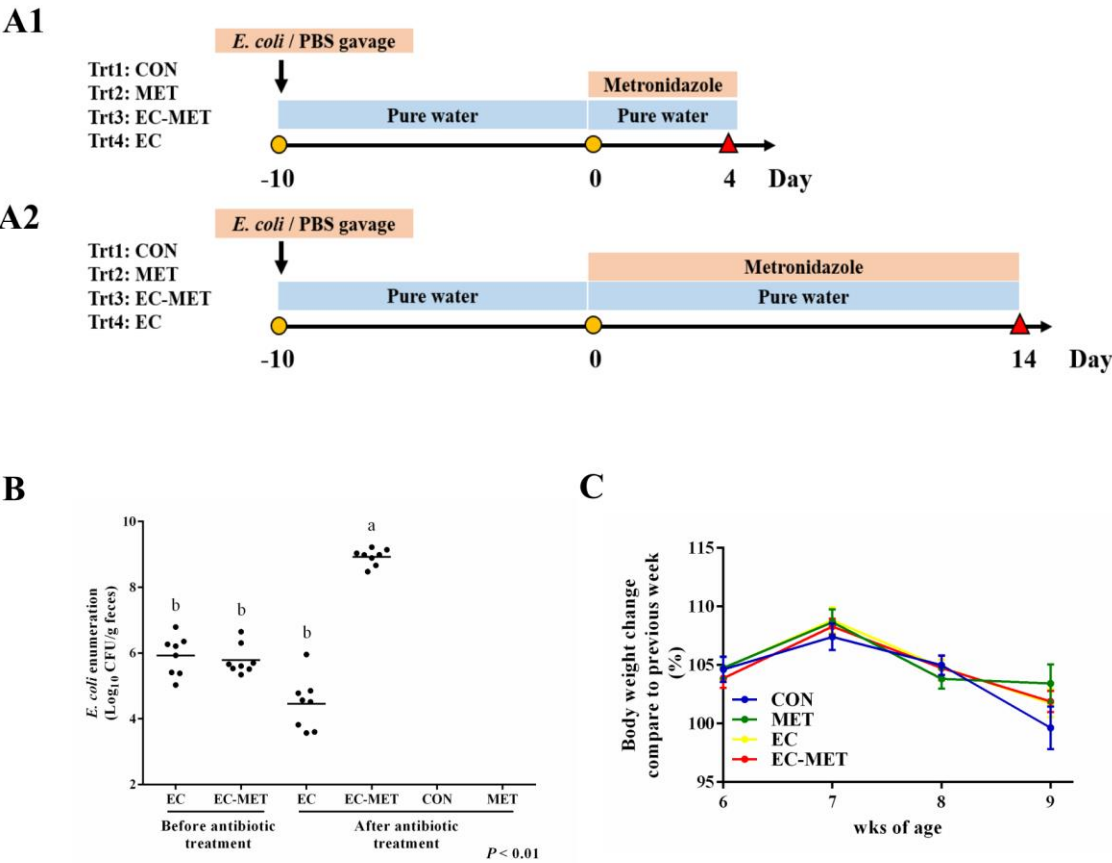 A1
E. coli / PBS gavage
Trt1: CON
Trt2: MET
Trt3: EC-MET
Trt4: EC
Metronidazole
Pure water
Pure water
-10
0
4
Day
A2
E. coli / PBS gavage
Trt1: CON
Trt2: MET
Trt3: EC-MET
Trt4: EC
Metronidazole
Pure water
Pure water
-10
0
14
Day
B
E. coli enumeration
(Log10 CFU/g feces)
10
8
6
4
2
b
b
b
a
EC
EC-MET
EC
EC-MET
CON
MET
Before antibiotic
treatment
After antibiotic
treatment
P < 0.01
C
Body weight change
compare to previous week
(%)
115
110
105
100
95
CON
MET
EC
EC-MET
6
7
8
9
wks of age